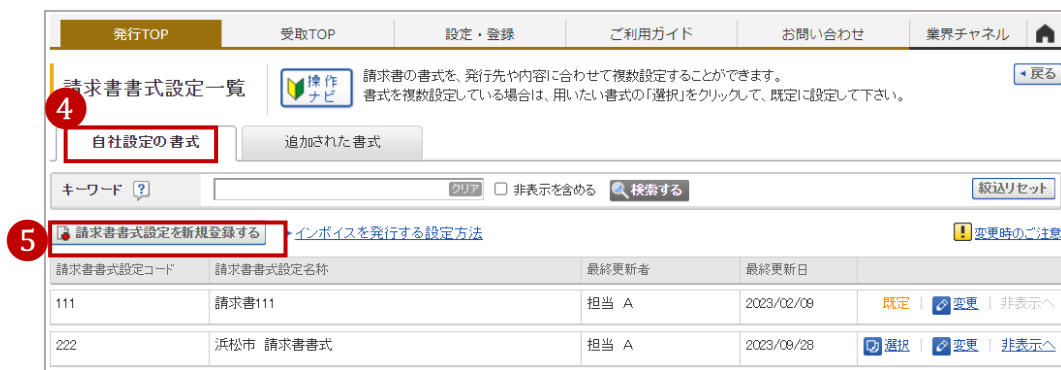 発行TOP 受取TOP 設定・登録 ご利用ガイド お問い合わせ 業界チャネル
請求書書式設定一覧
操作
ナビ
請求書の書式を、発行先や内容に合わせて複数設定することができます。
書式を複数設定している場合は、用いたい書式の「選択」をクリックして、既定に設定して下さい。
戻る
4
自社設定の書式 追加された書式
キーワード ? クリア 非表示を含める 検索する 絞込リセット
5
請求書書式設定を新規登録する インボイスを発行する設定方法 ! 変更時のご注意
請求書書式設定コード 請求書書式設定名称 最終更新者 最終更新日
111 請求書111 担当 A 2023/02/09 既定 | 変更 | 非表示へ
222 浜松市 請求書書式 担当 A 2023/09/28 選択 | 変更 | 非表示へ